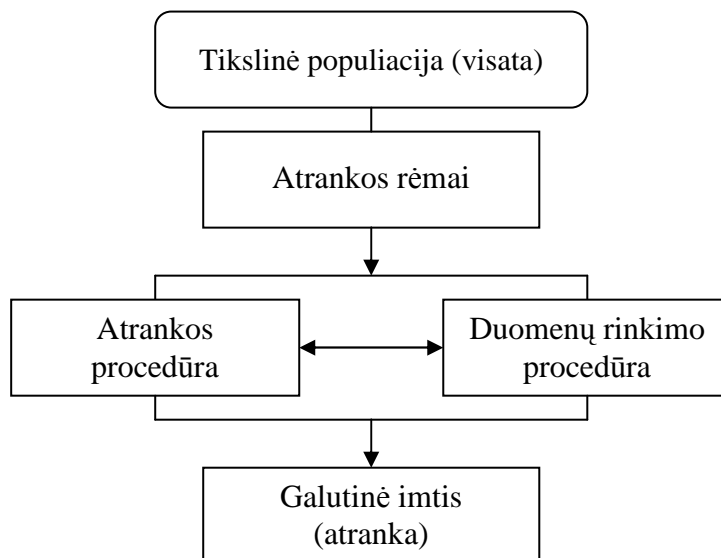 Tikslinė populiacija (visata)
Atrankos rėmai
Atrankos
procedūra
Duomenų rinkimo
procedūra
Galutinė imtis
(atranka)